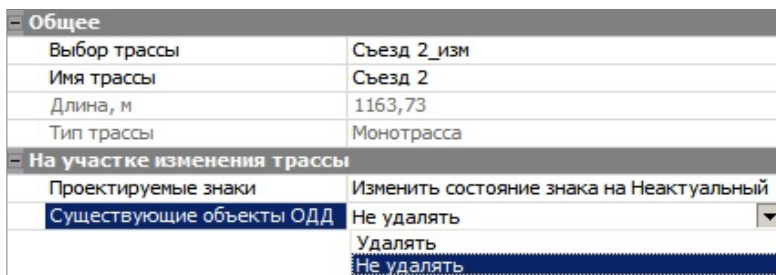 Общее
Выбор трассы Съезд 2_изм
Имя трассы Съезд 2
Длина, м 1163,73
Тип трассы Монотрасса
На участке изменения трассы
Проектируемые знаки Изменить состояние знака на Неактуальный
Существующие объекты ОДД Не удалять
Удалять
Не удалять